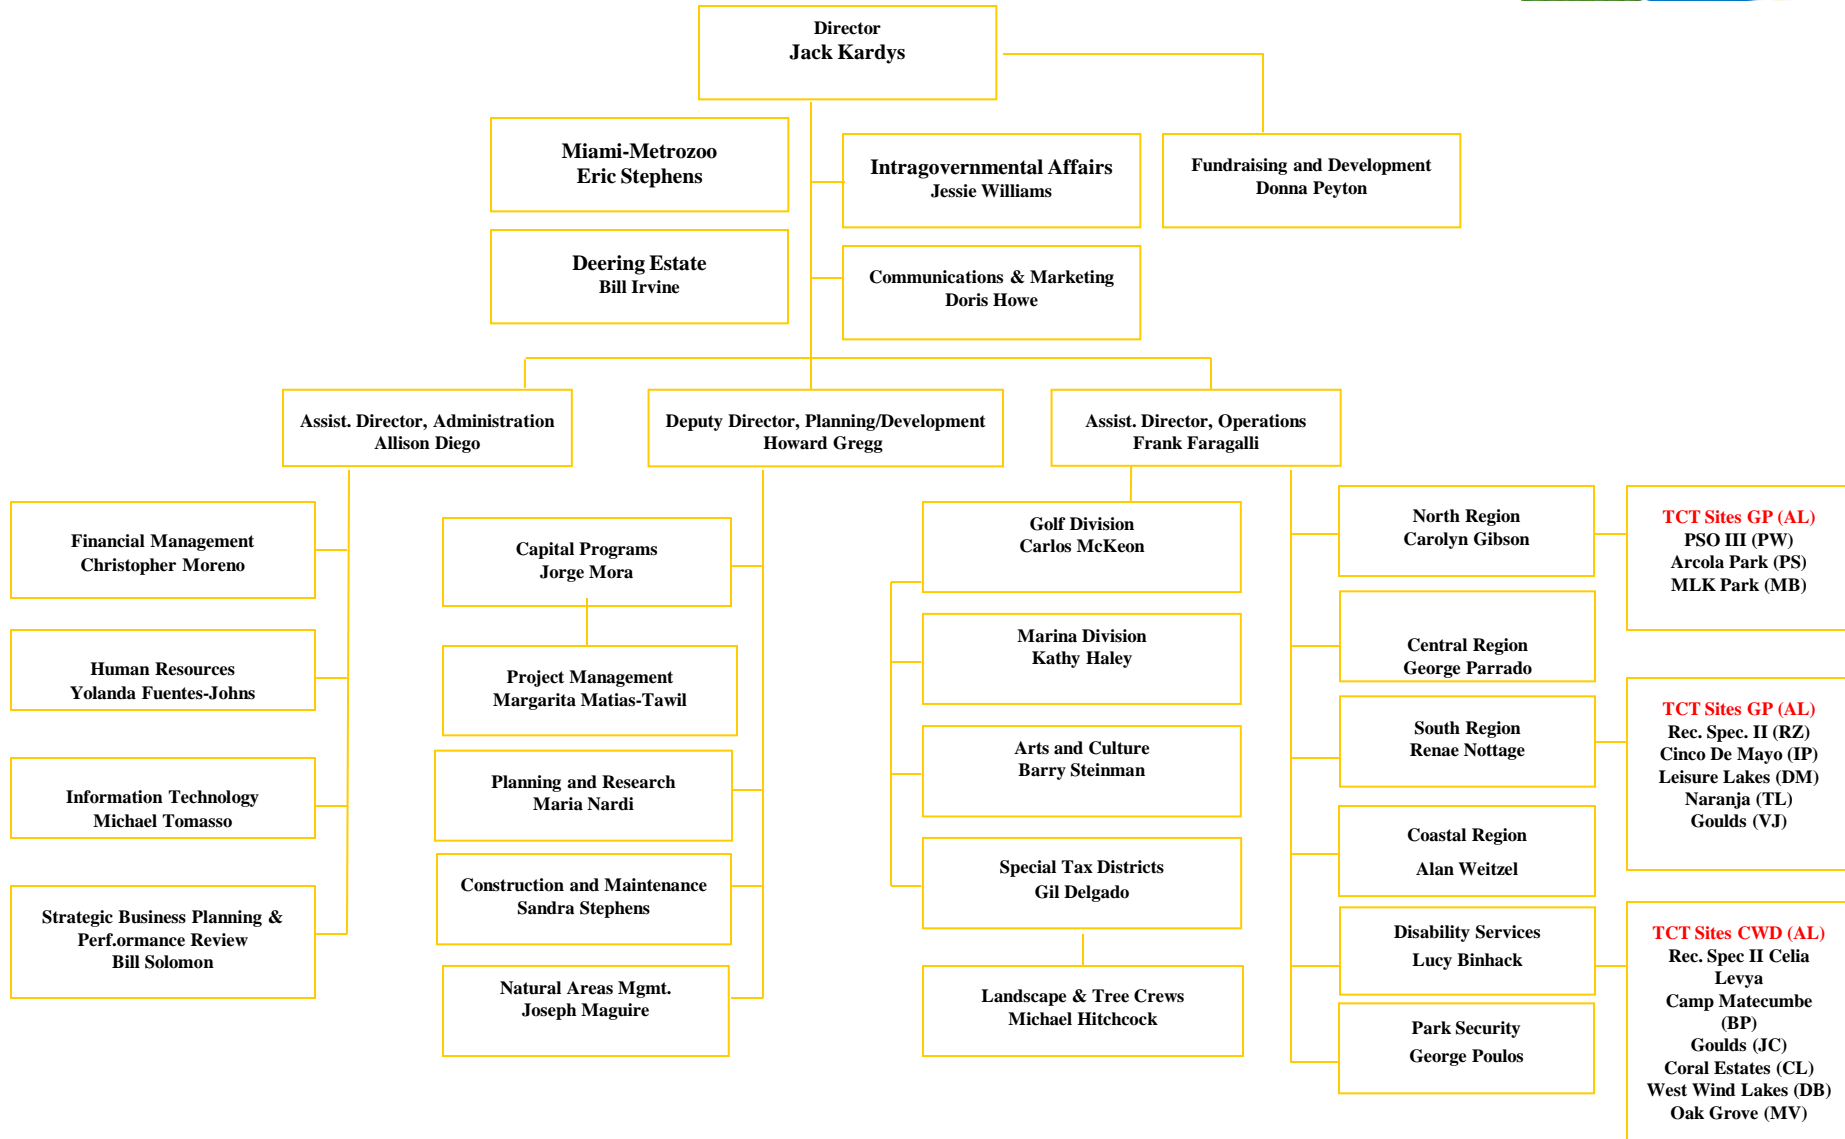 Director
Jack Kardys
Miami-Metrozoo
Eric Stephens
Intragovernmental Affairs
Jessie Williams
Fundraising and Development
Donna Peyton
Deering Estate
Bill Irvine
Communications & Marketing
Doris Howe
Assist. Director, Administration
Allison Diego
Deputy Director, Planning/Development
Howard Gregg
Assist. Director, Operations
Frank Faragalli
Financial Management
Christopher Moreno
Human Resources
Yolanda Fuentes-Johns
Information Technology
Michael Tomasso
Strategic Business Planning &
Perf.ormance Review
Bill Solomon
Capital Programs
Jorge Mora
Project Management
Margarita Matias-Tawil
Planning and Research
Maria Nardi
Construction and Maintenance
Sandra Stephens
Natural Areas Mgmt.
Joseph Maguire
Golf Division
Carlos McKeon
Marina Division
Kathy Haley
Arts and Culture
Barry Steinman
Special Tax Districts
Gil Delgado
Landscape & Tree Crews
Michael Hitchcock
North Region
Carolyn Gibson
Central Region
George Parrado
South Region
Renae Nottage
Coastal Region
Alan Weitzel
Disability Services
Lucy Binhack
Park Security
George Poulos
TCT Sites GP (AL)
PSO III (PW)
Arcola Park (PS)
MLK Park (MB)
TCT Sites GP (AL)
Rec. Spec. II (RZ)
Cinco De Mayo (IP)
Leisure Lakes (DM)
Naranja (TL)
Goulds (VJ)
TCT Sites CWD (AL)
Rec. Spec II Celia
Levya
Camp Matecumbe
(BP)
Goulds (JC)
Coral Estates (CL)
West Wind Lakes (DB)
Oak Grove (MV)